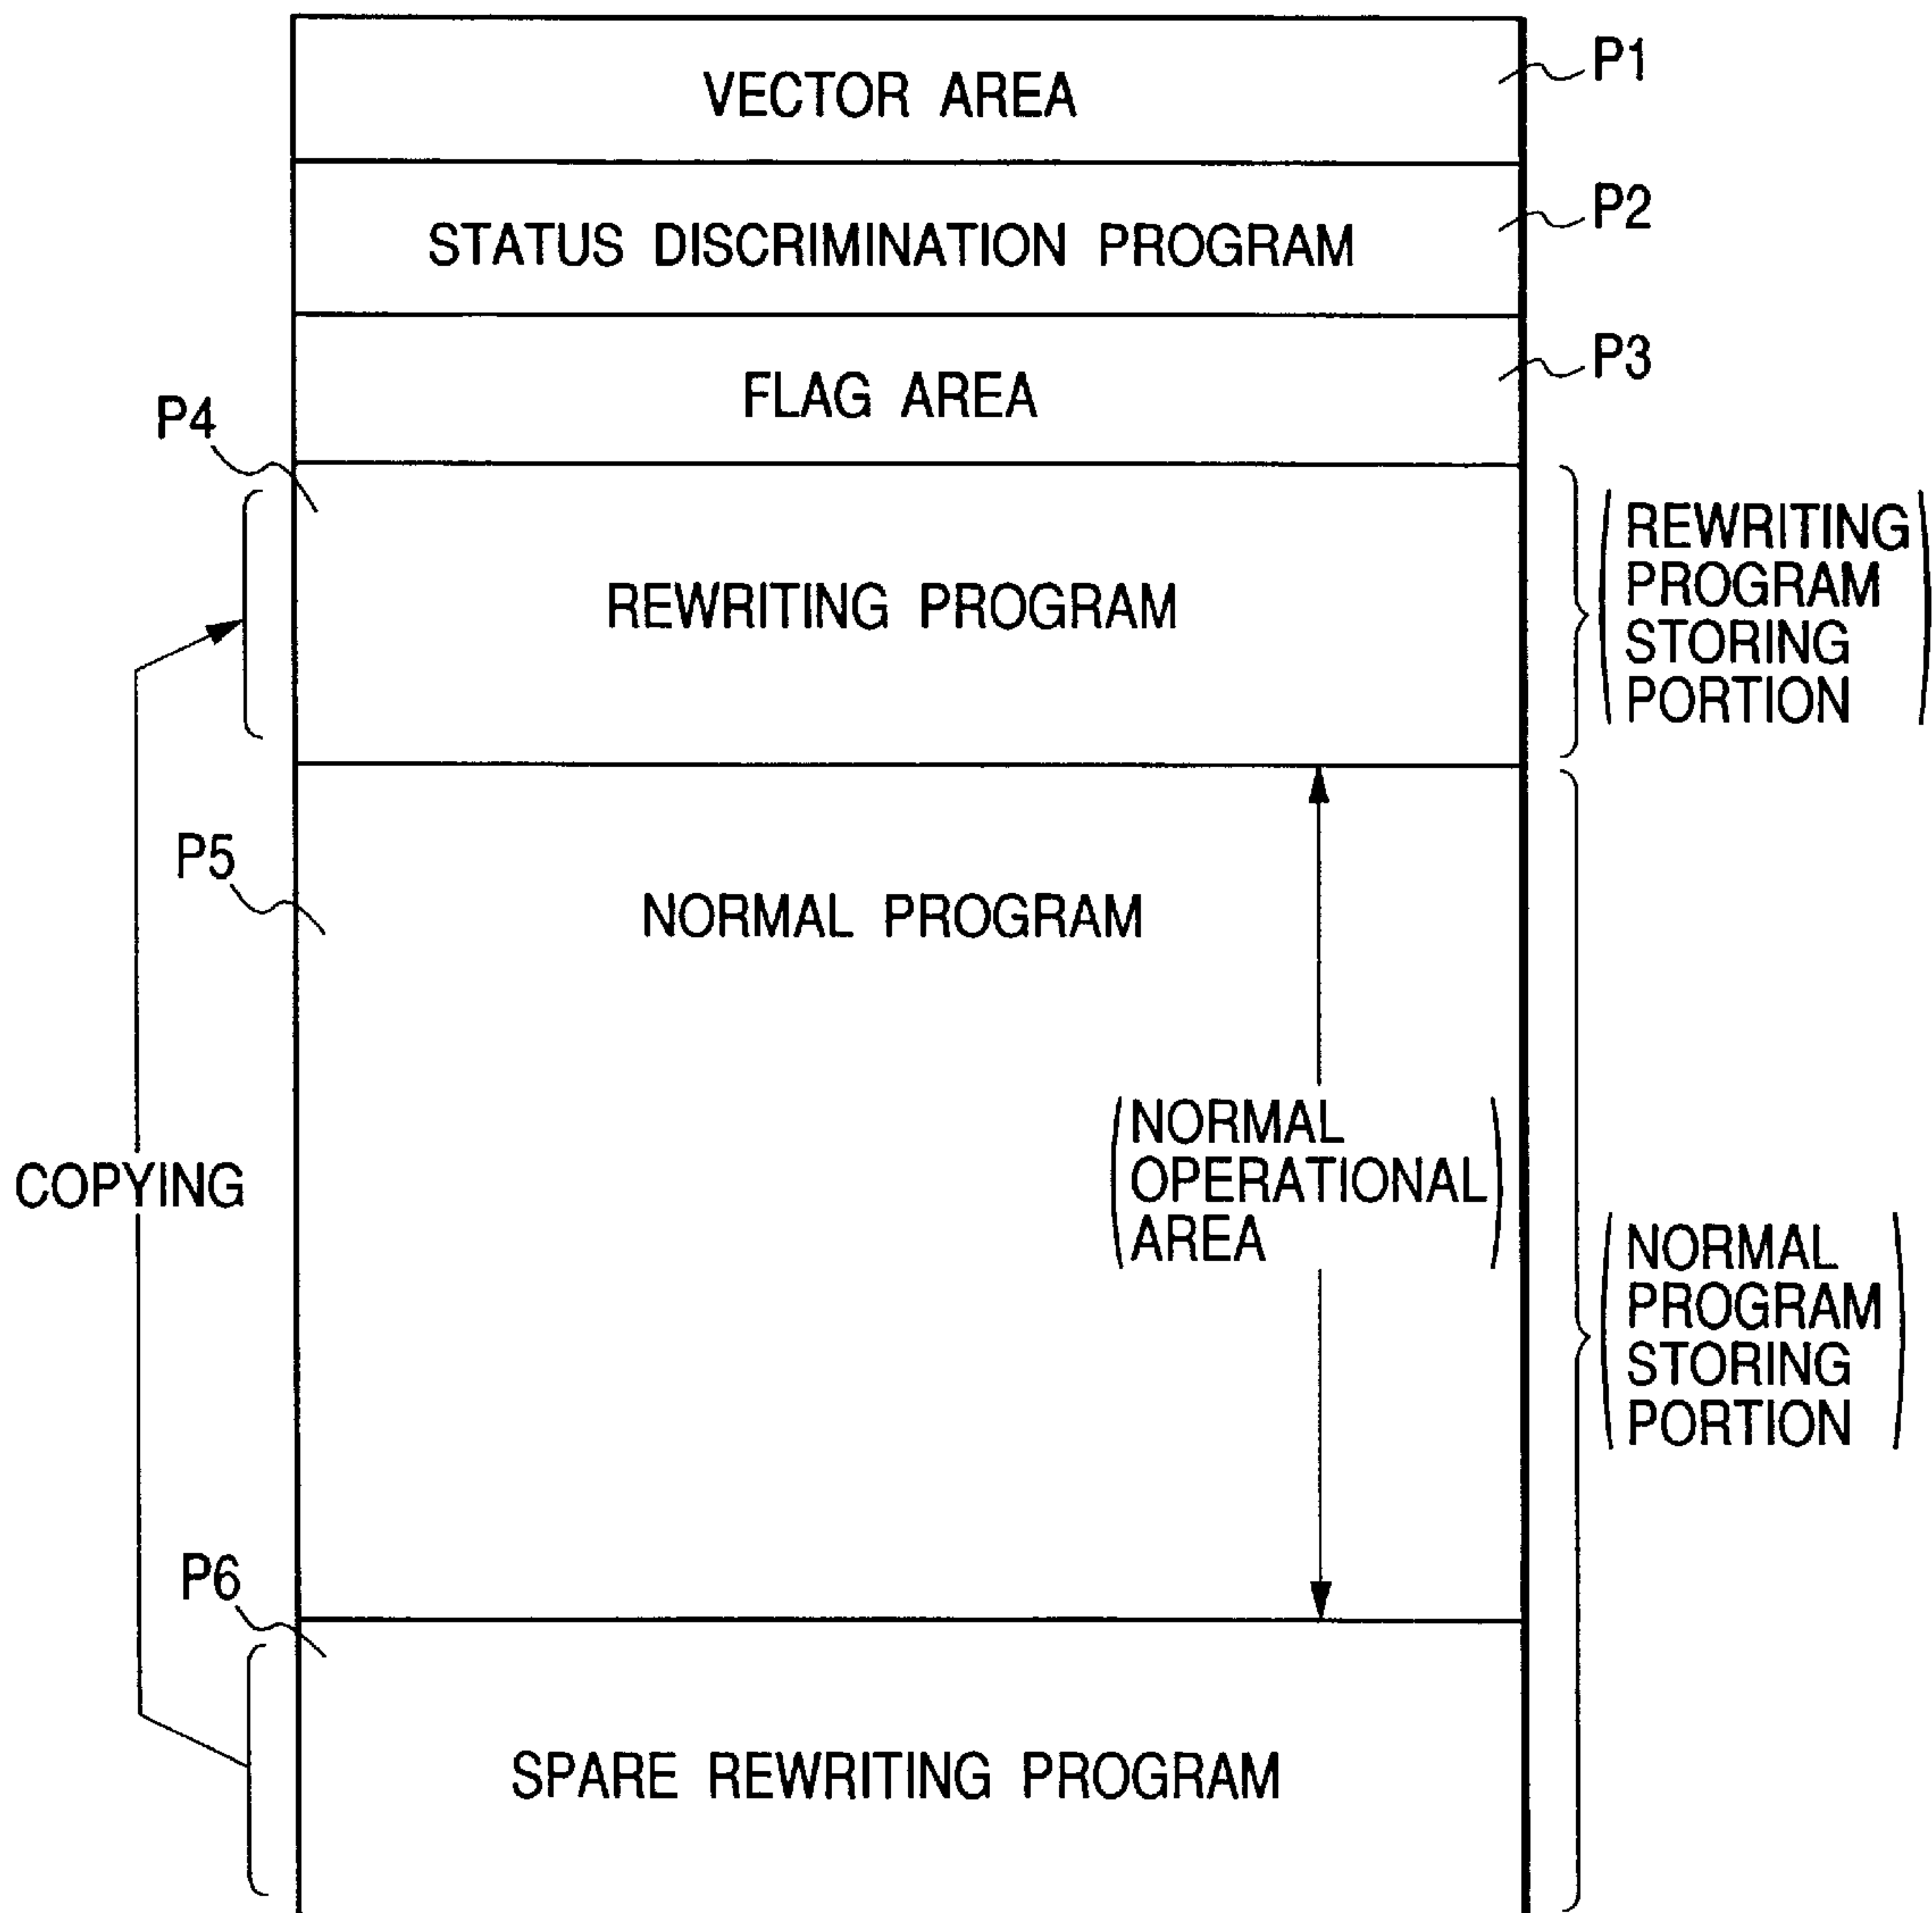 VECTOR AREA
P1
STATUS DISCRIMINATION PROGRAM
P2
FLAG AREA
P3
P4
REWRITING PROGRAM
REWRITING
PROGRAM
STORING
PORTION
P5
NORMAL PROGRAM
COPYING
NORMAL
OPERATIONAL
AREA
NORMAL
PROGRAM
STORING
PORTION
P6
SPARE REWRITING PROGRAM